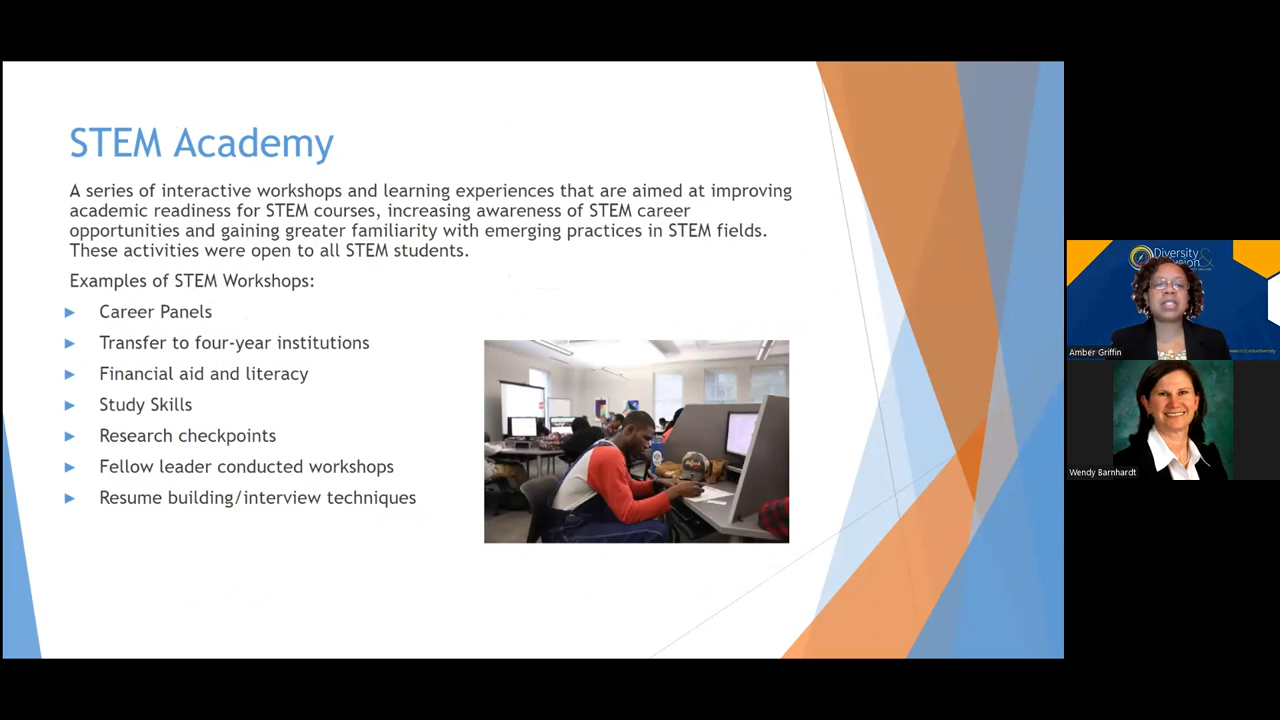 STEM Academy
A series of interactive workshops and learning experiences that are aimed at improving
academic readiness for STEM courses, increasing awareness of STEM career
opportunities and gaining greater familiarity with emerging practices in STEM fields.
These activities were open to all STEM students.
Examples of STEM Workshops:
Career Panels
Transfer to four-year institutions
Financial aid and literacy
Study Skills
Research checkpoints
Fellow leader conducted workshops
Resume building/interview techniques
Diversity &
Amber Griffin
Wendy Barnhardt